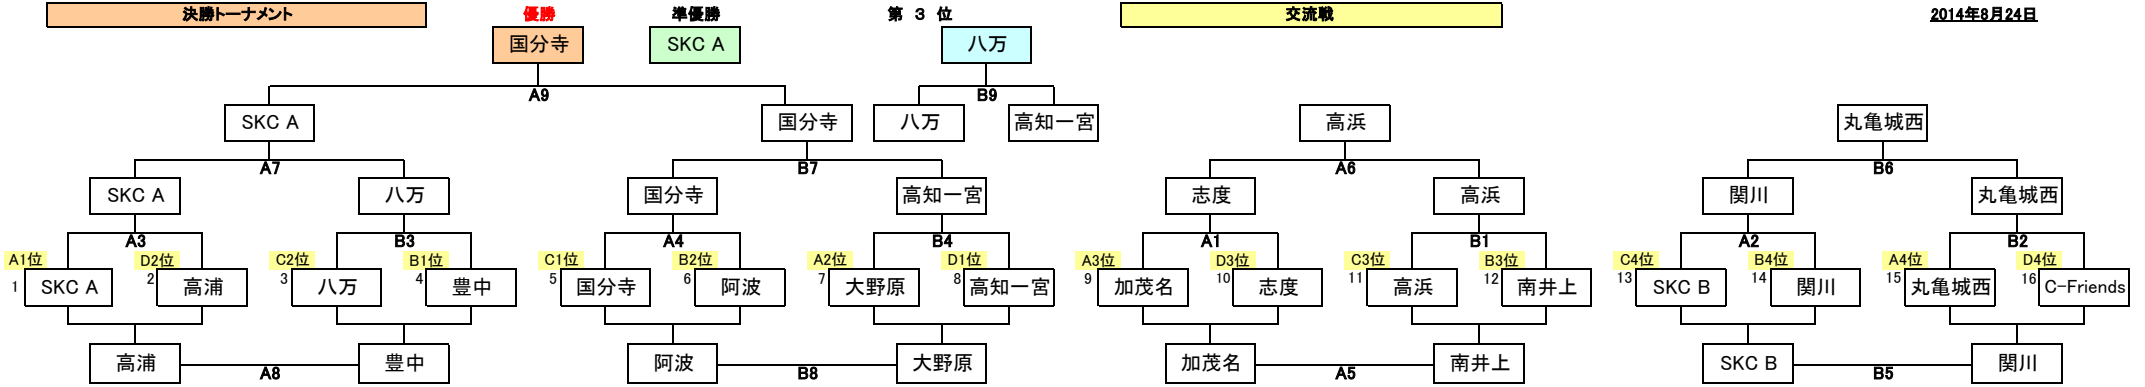 決勝トーナメント 優勝 準優勝 第 3 位 交流戦 2014年8月24日
国分寺 SKC A 八万
A9 B9
SKC A 国分寺 八万 高知一宮 高浜 丸亀城西
A7 B7 A6 B6
SKC A 八万 国分寺 高知一宮 志度 高浜 関川 丸亀城西
A3 B3 A4 B4 A1 B1 A2 B2
A1位 D2位 C2位 B1位 C1位 B2位 A2位 D1位 A3位 D3位 C3位 B3位 C4位 B4位 A4位 D4位
1 SKC A 2 高浦 3 八万 4 豊中 5 国分寺 6 阿波 7 大野原 8 高知一宮 9 加茂名 10 志度 11 高浜 12 南井上 13 SKC B 14 関川 15 丸亀城西 16 C-Friends
高浦 豊中 阿波 大野原 加茂名 南井上 SKC B 関川
A8 B8 A5 B5